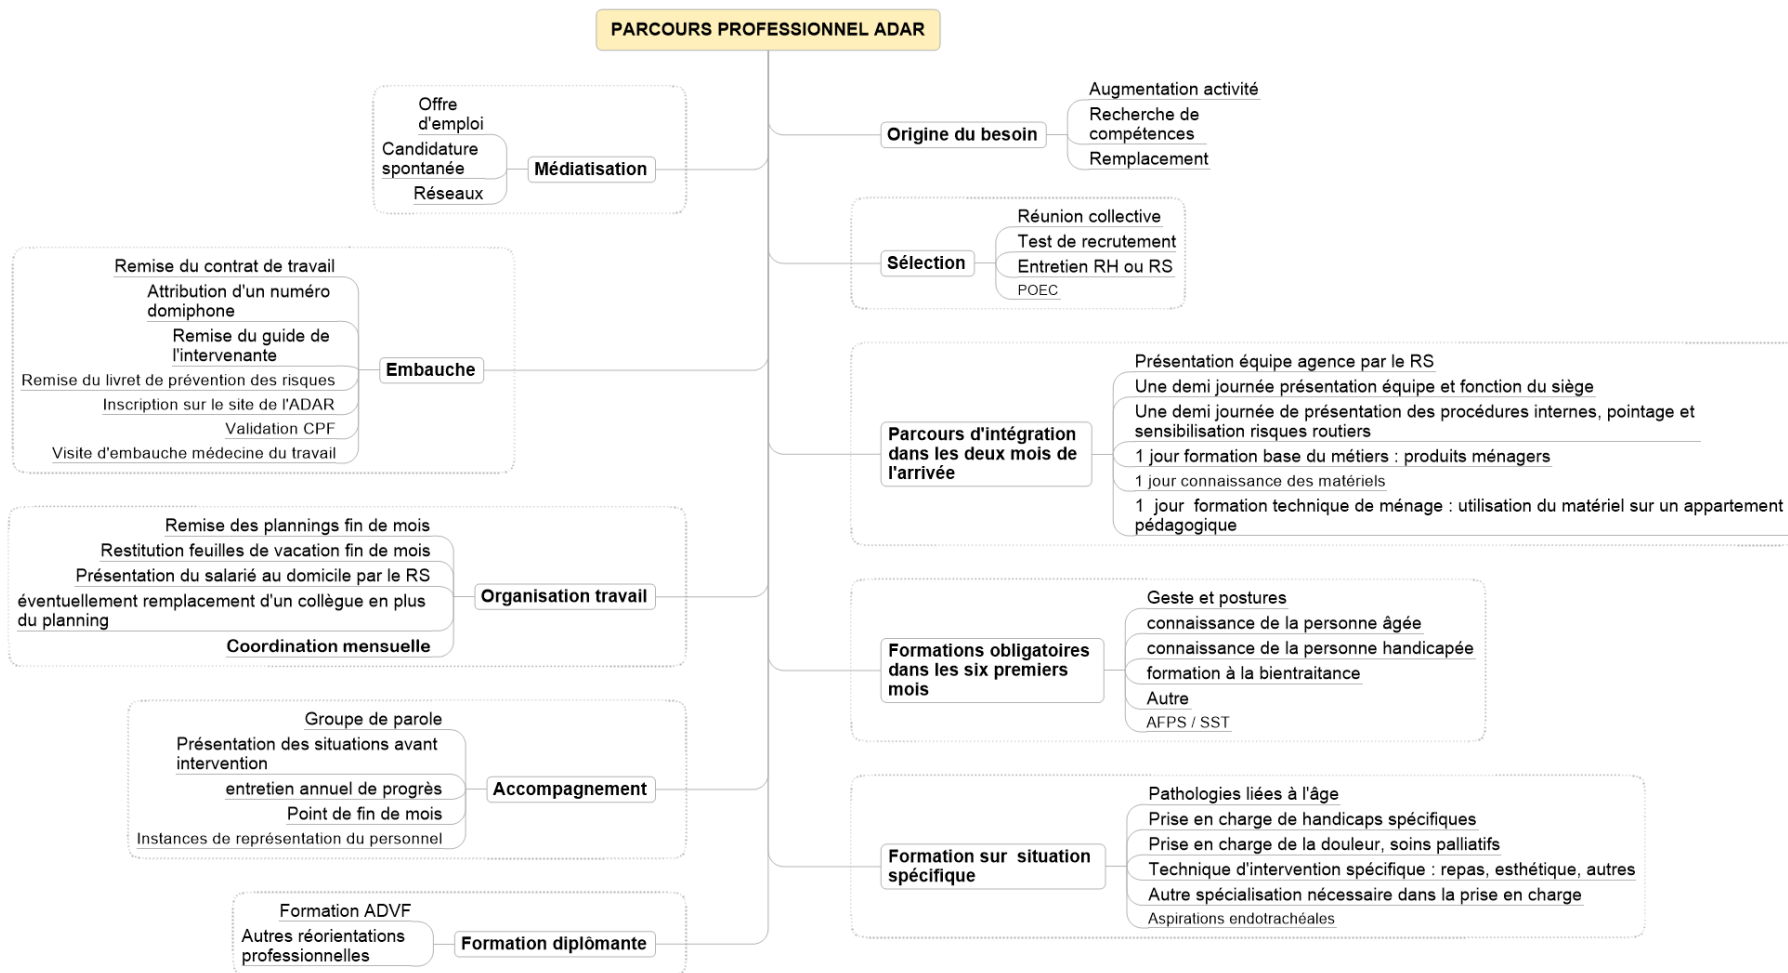 PARCOURS PROFESSIONNEL ADAR
Offre
d'emploi
Candidature
spontanée
Réseaux
Médiatisation
Origine du besoin
Augmentation activité
Recherche de
compétences
Remplacement
Sélection
Réunion collective
Test de recrutement
Entretien RH ou RS
POEC
Remise du contrat de travail
Attribution d'un numéro
domiphone
Remise du guide de
l'intervenante
Remise du livret de prévention des risques
Inscription sur le site de l'ADAR
Validation CPF
Visite d'embauche médecine du travail
Embauche
Parcours d'intégration
dans les deux mois de
l'arrivée
Présentation équipe agence par le RS
Une demi journée présentation équipe et fonction du siège
Une demi journée de présentation des procédures internes, pointage et
sensibilisation risques routiers
1 jour formation base du métiers : produits ménagers
1 jour connaissance des matériels
1  jour  formation technique de ménage : utilisation du matériel sur un appartement
pédagogique
Remise des plannings fin de mois
Restitution feuilles de vacation fin de mois
Présentation du salarié au domicile par le RS
éventuellement remplacement d'un collègue en plus
du planning
Coordination mensuelle
Organisation travail
Formations obligatoires
dans les six premiers
mois
Geste et postures
connaissance de la personne âgée
connaissance de la personne handicapée
formation à la bientraitance
Autre
AFPS / SST
Groupe de parole
Présentation des situations avant
intervention
entretien annuel de progrès
Point de fin de mois
Instances de représentation du personnel
Accompagnement
Formation sur  situation
spécifique
Pathologies liées à l'âge
Prise en charge de handicaps spécifiques
Prise en charge de la douleur, soins palliatifs
Technique d'intervention spécifique : repas, esthétique, autres
Autre spécialisation nécessaire dans la prise en charge
Aspirations endotrachéales
Formation ADVF
Autres réorientations
professionnelles
Formation diplômante